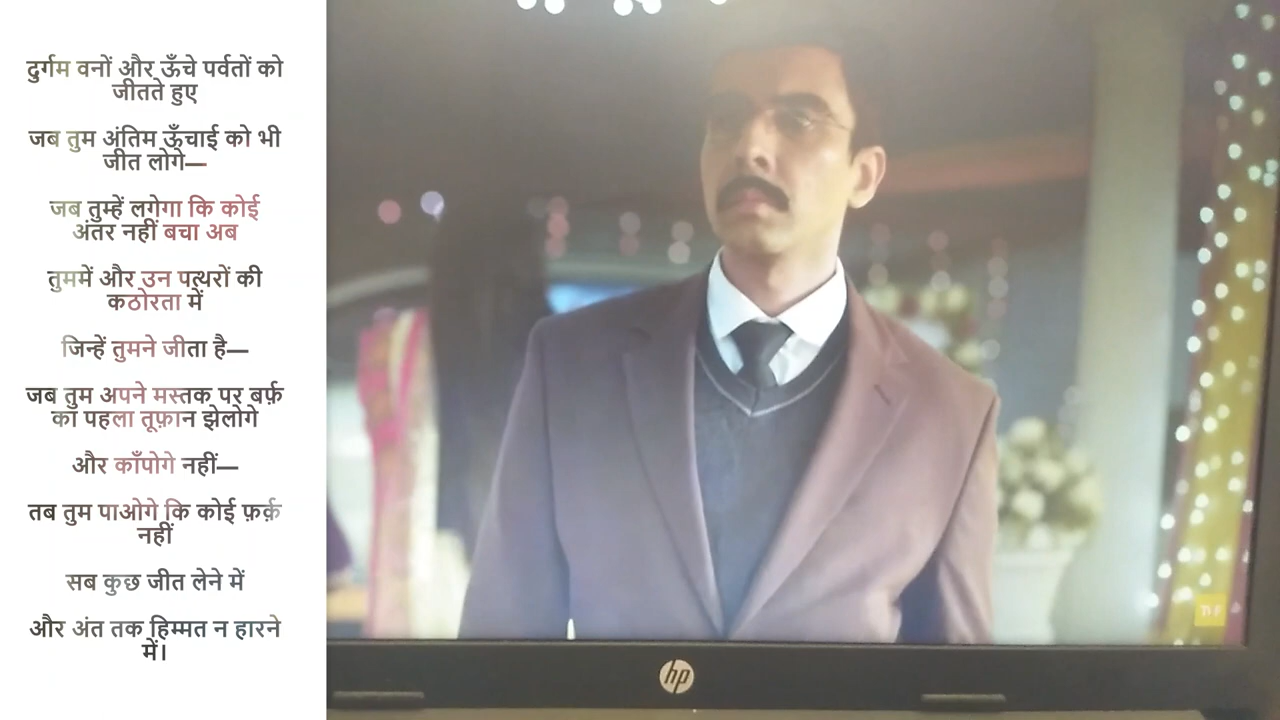 दुर्गम वनों और ऊँचे पर्वतों को
जीतते हुए
जब तुम अंतिम ऊँचाई को भी
जीत लोगे—
जब तुम्हें लगेगा कि कोई
अंतर नहीं बचा अब
तुममें और उन पत्थरों की
कठोरता में
जिन्हें तुमने जीता है—
जब तुम अपने मस्तक पर बर्फ़
का पहला तूफ़ान झेलोगे
और काँपोगे नहीं—
तब तुम पाओगे कि कोई फ़र्क़
नहीं
सब कुछ जीत लेने में
और अंत तक हिम्मत न हारने
में।
hp